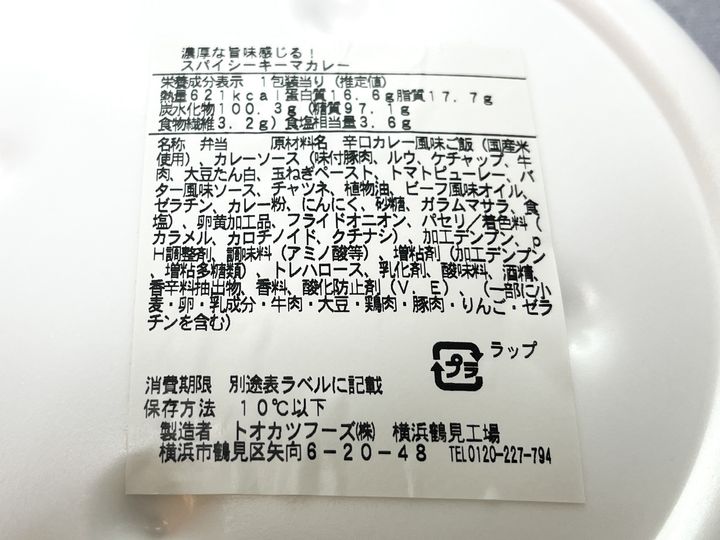 濃厚な旨味感じる！
スパイシーキーマカレー
栄養成分表示　１包装当り（推定値）
熱量６２１ｋｃａｌ蛋白質１６．６ｇ脂質１７．７ｇ
炭水化物１００．３ｇ（糖質９７．１ｇ
食物繊維３．２ｇ）食塩相当量３．６ｇ
名称　弁当　　原材料名　辛口カレー風味ご飯（国産米
使用）、カレーソース（味付豚肉、ルウ、ケチャップ、牛
肉、大豆たん白、玉ねぎペースト、トマトピューレー、バ
ター風味ソース、チャツネ、植物油、ビーフ風味オイル、
ゼラチン、カレー粉、にんにく、砂糖、ガラムマサラ、食
塩）、卵黄加工品、フライドオニオン、パセリ／着色料（
カラメル、カロチノイド、クチナシ）、加工デンプン、ｐ
Ｈ調整剤、調味料（アミノ酸等）、増粘剤（加工デンプン
、増粘多糖類）、トレハロース、乳化剤、酸味料、酒精、
香辛料抽出物、香料、酸化防止剤（Ｖ．Ｅ）、（一部に小
麦・卵・乳成分・牛肉・大豆・鶏肉・豚肉・りんご・ゼラ
チンを含む）
プラ ラップ
消費期限　別途表ラベルに記載
保存方法　１０℃以下
製造者　トオカツフーズ㈱　横浜鶴見工場
横浜市鶴見区矢向６－２０－４８　TEL0120-227-794